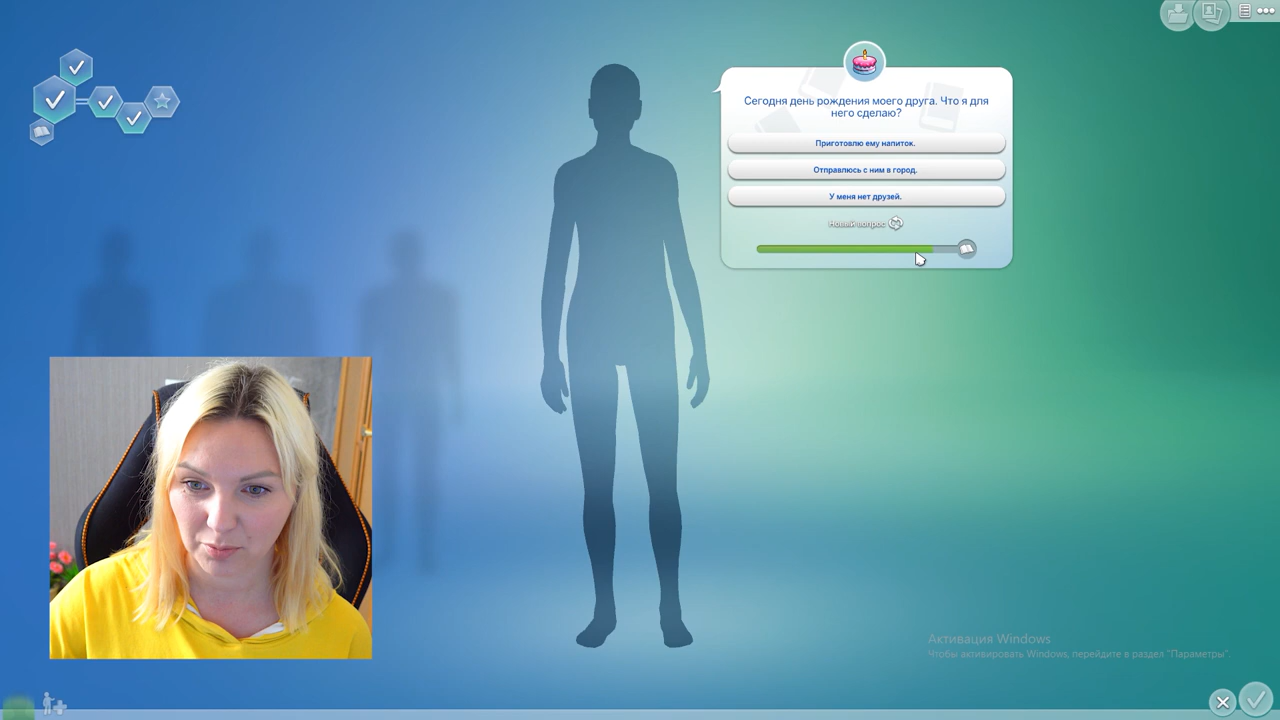 Сегодня день рождения моего друга. Что я для
него сделаю?
Приготовлю ему напиток.
Отправлюсь с ним в город.
У меня нет друзей.
Новый вопрос
Активация Windows
Чтобы активировать Windows, перейдите в раздел "Параметры".